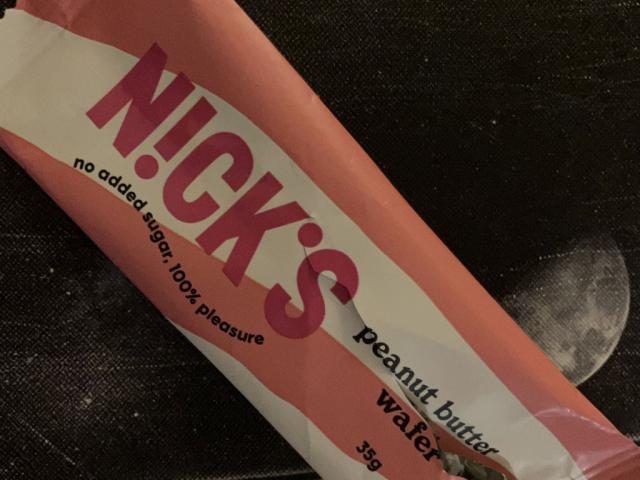 N!CK'S
no added sugar, 100% pleasure
peanut butter
wafer
35g